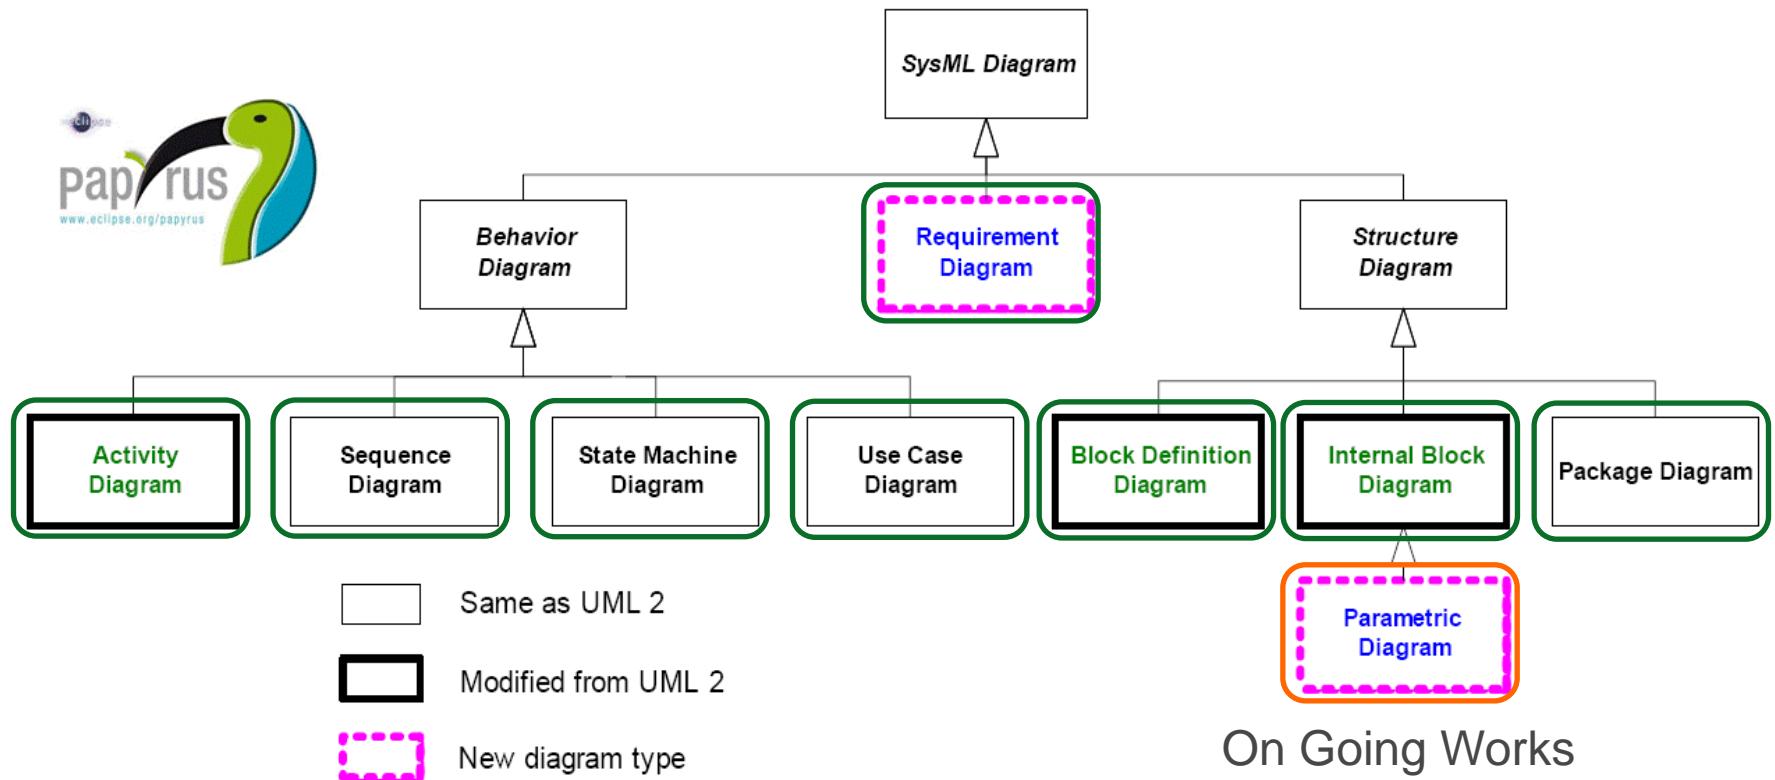 SysML Diagram
eclipse
papyrus
www.eclipse.org/papyrus
Behavior
Diagram
Requirement
Diagram
Structure
Diagram
Activity
Diagram
Sequence
Diagram
State Machine
Diagram
Use Case
Diagram
Block Definition
Diagram
Internal Block
Diagram
Package Diagram
Same as UML 2
Parametric
Diagram
Modified from UML 2
New diagram type
On Going Works